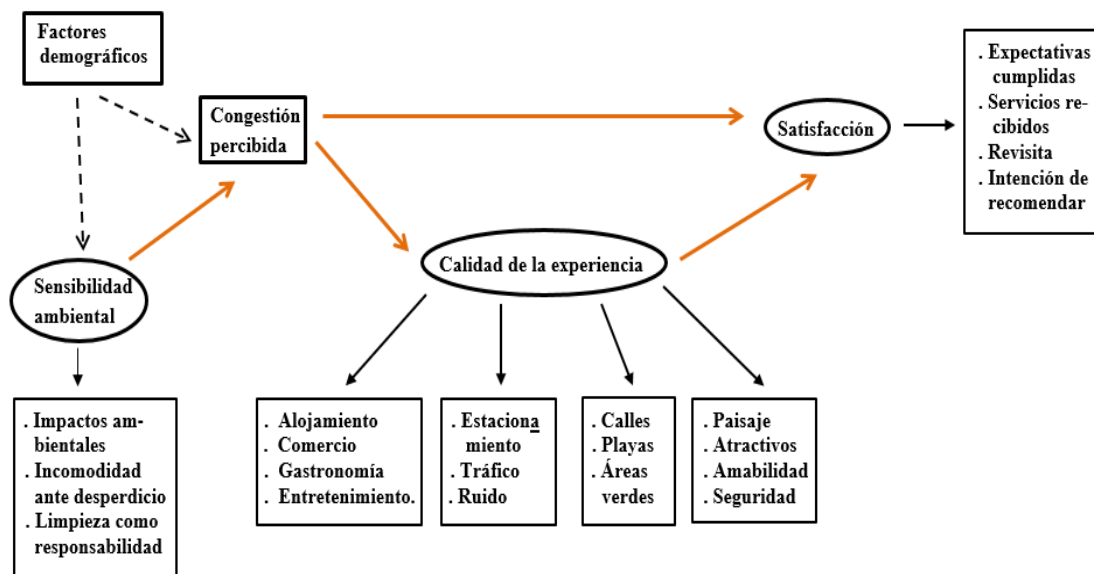 Factores
demográficos
Congestión
percibida
Satisfacción
. Expectativas
cumplidas
. Servicios re-
cibidos
. Revisita
. Intención de
recomendar
Calidad de la experiencia
Sensibilidad
ambiental
. Impactos am-
bientales
. Incomodidad
ante desperdicio
. Limpieza como
responsabilidad
. Alojamiento
. Comercio
. Gastronomía
. Entretenimiento.
. Estaciona
miento
. Tráfico
. Ruido
. Calles
. Playas
. Áreas
verdes
. Paisaje
. Atractivos
. Amabilidad
. Seguridad